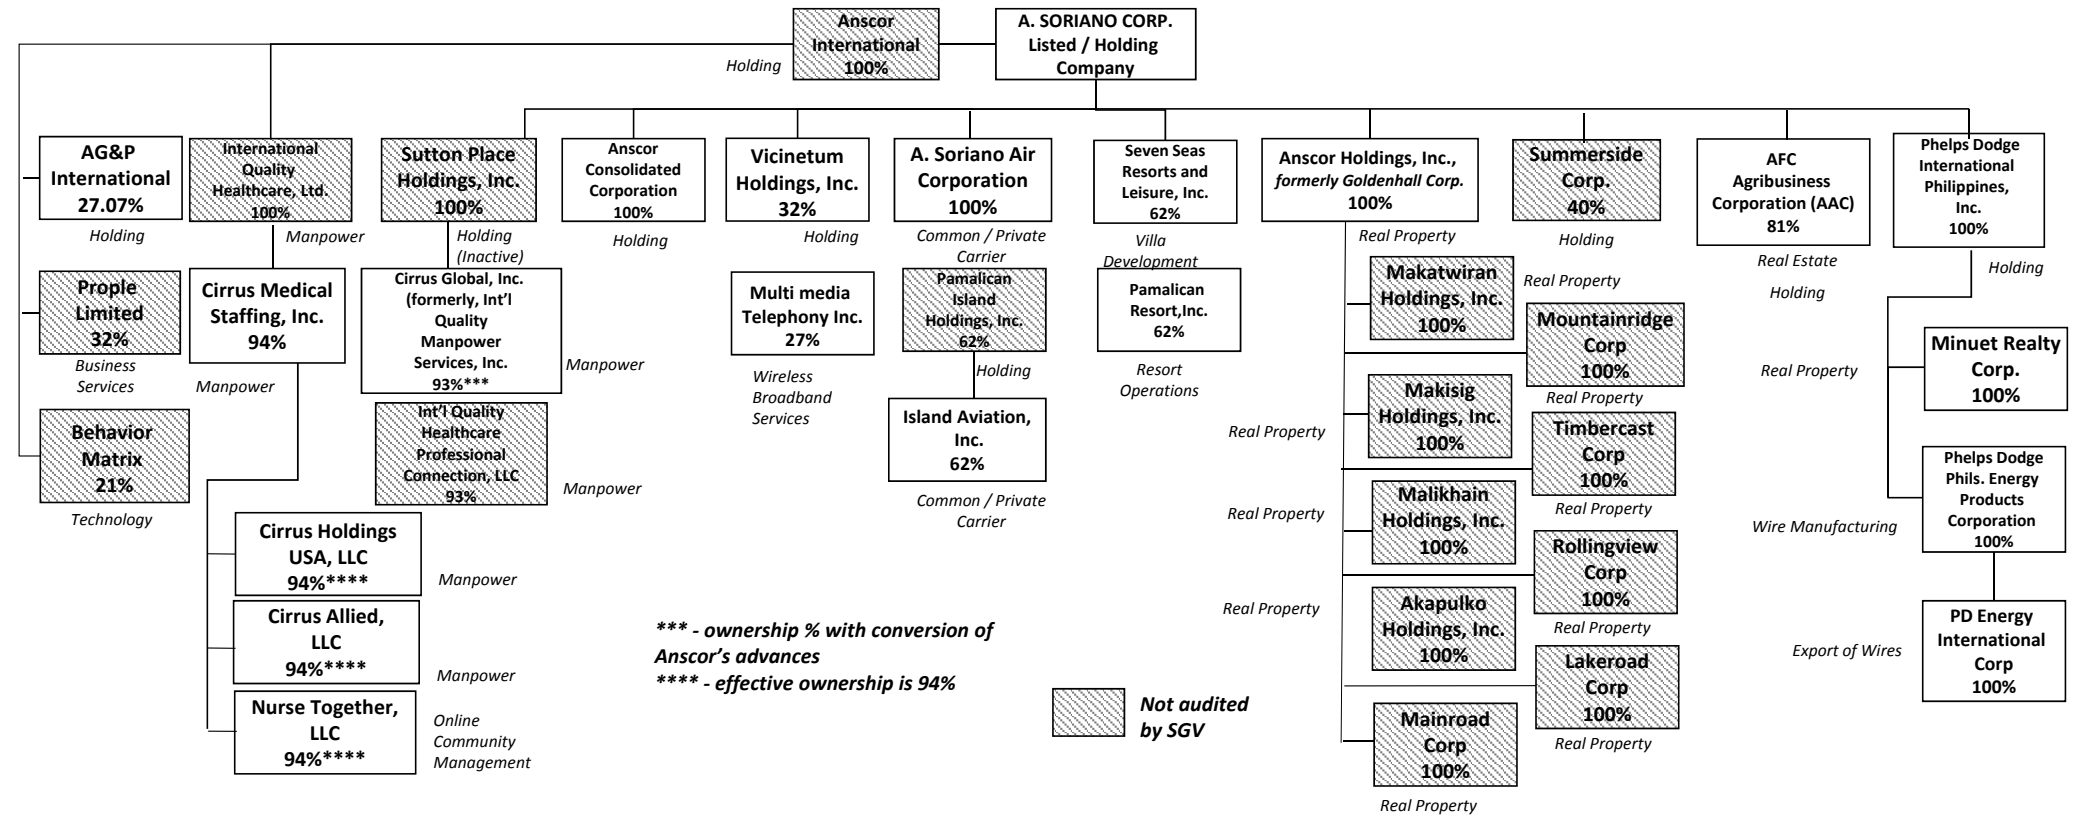 Anscor
International
100%
Holding
A. SORIANO CORP.
Listed / Holding
Company
AG&P
International
27.07%
Holding
International
Quality
Healthcare, Ltd.
100%
Manpower
Sutton Place
Holdings, Inc.
100%
Holding
(Inactive)
Anscor
Consolidated
Corporation
100%
Holding
Vicinetum
Holdings, Inc.
32%
Holding
A. Soriano Air
Corporation
100%
Common / Private
Carrier
Seven Seas
Resorts and
Leisure, Inc.
62%
Villa
Development
Anscor Holdings, Inc.,
formerly Goldenhall Corp.
100%
Real Property
Summerside
Corp.
40%
Holding
AFC
Agribusiness
Corporation (AAC)
81%
Real Estate
Holding
Phelps Dodge
International
Philippines,
Inc.
100%
Holding
Prople
Limited
32%
Business
Services
Cirrus Medical
Staffing, Inc.
94%
Manpower
Cirrus Global, Inc.
(formerly, Int'l
Quality
Manpower
Services, Inc.
93%***
Manpower
Multi media
Telephony Inc.
27%
Wireless
Broadband
Services
Pamalican
Island
Holdings, Inc.
62%
Holding
Pamalican
Resort,Inc.
62%
Resort
Operations
Makatwiran
Holdings, Inc.
100%
Real Property
Mountainridge
Corp
100%
Real Property
Minuet Realty
Corp.
100%
Real Property
Behavior
Matrix
21%
Technology
Int'l Quality
Healthcare
Professional
Connection, LLC
93%
Manpower
Island Aviation,
Inc.
62%
Common / Private
Carrier
Makisig
Holdings, Inc.
100%
Real Property
Timbercast
Corp
100%
Real Property
Phelps Dodge
Phils. Energy
Products
Corporation
100%
Wire Manufacturing
Malikhain
Holdings, Inc.
100%
Real Property
Rollingview
Corp
100%
Real Property
Cirrus Holdings
USA, LLC
94%****
Manpower
Akapulko
Holdings, Inc.
100%
Real Property
Cirrus Allied,
LLC
94%****
Manpower
PD Energy
International
Corp
100%
Export of Wires
Lakeroad
Corp
100%
Real Property
Nurse Together,
LLC
94%****
Online
Community
Management
Mainroad
Corp
100%
Real Property
*** - ownership % with conversion of
Anscor's advances
**** - effective ownership is 94%
Not audited
by SGV